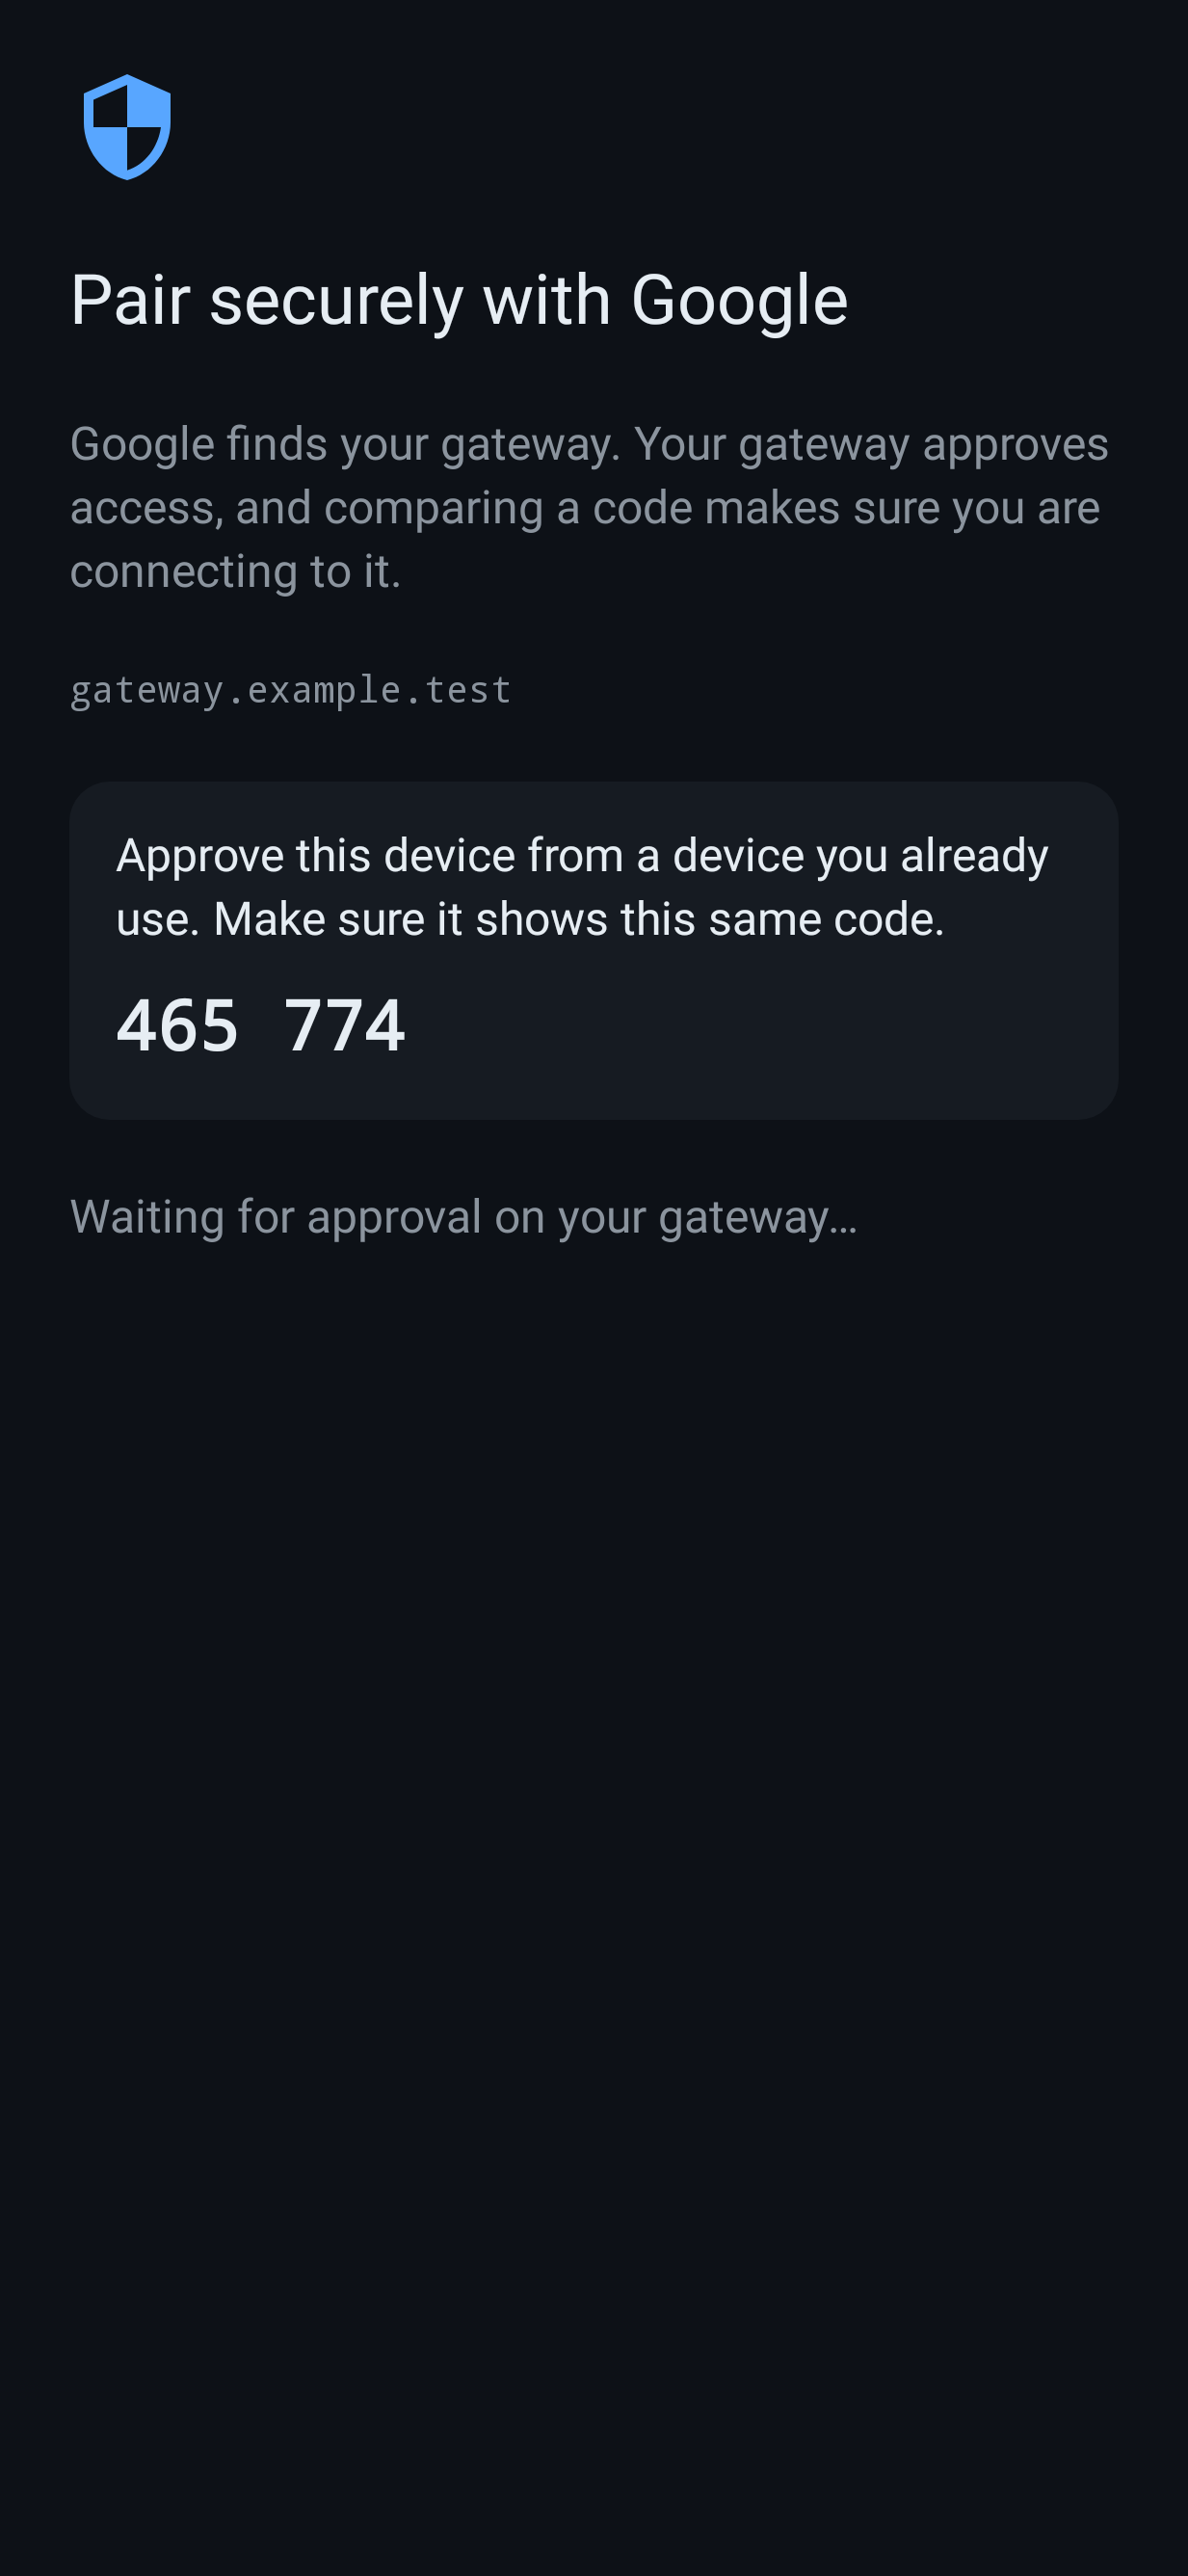 Pair securely with Google
Google finds your gateway. Your gateway approves
access, and comparing a code makes sure you are
connecting to it.
gateway.example.test
Approve this device from a device you already
use. Make sure it shows this same code.
465 774
Waiting for approval on your gateway…